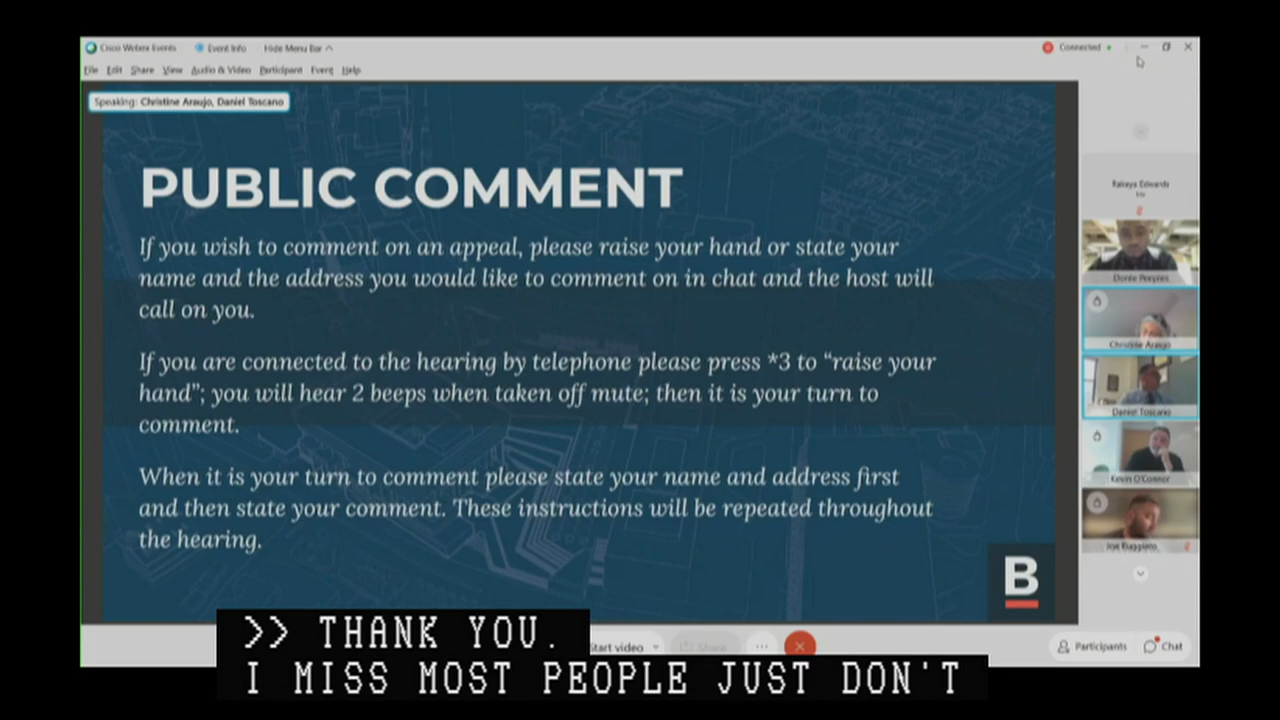 Cisco Webex Events
Event Info
Hide Menu Bar
Connected
File Edit Share View Audio & Video Participant Event Help
Speaking: Christine Araujo, Daniel Toscano
PUBLIC COMMENT
If you wish to comment on an appeal, please raise your hand or state your
name and the address you would like to comment on in chat and the host will
call on you.
If you are connected to the hearing by telephone please press *3 to “raise your
hand”; you will hear 2 beeps when taken off mute; then it is your turn to
comment.
When it is your turn to comment please state your name and address first
and then state your comment. These instructions will be repeated throughout
the hearing.
B
Rakaya Edwards
Christine Araujo
Daniel Toscano
Kevin O'Connor
Joe Ruggiero
Start video
Share
Participants
Chat
>> THANK YOU.
I MISS MOST PEOPLE JUST DON'T